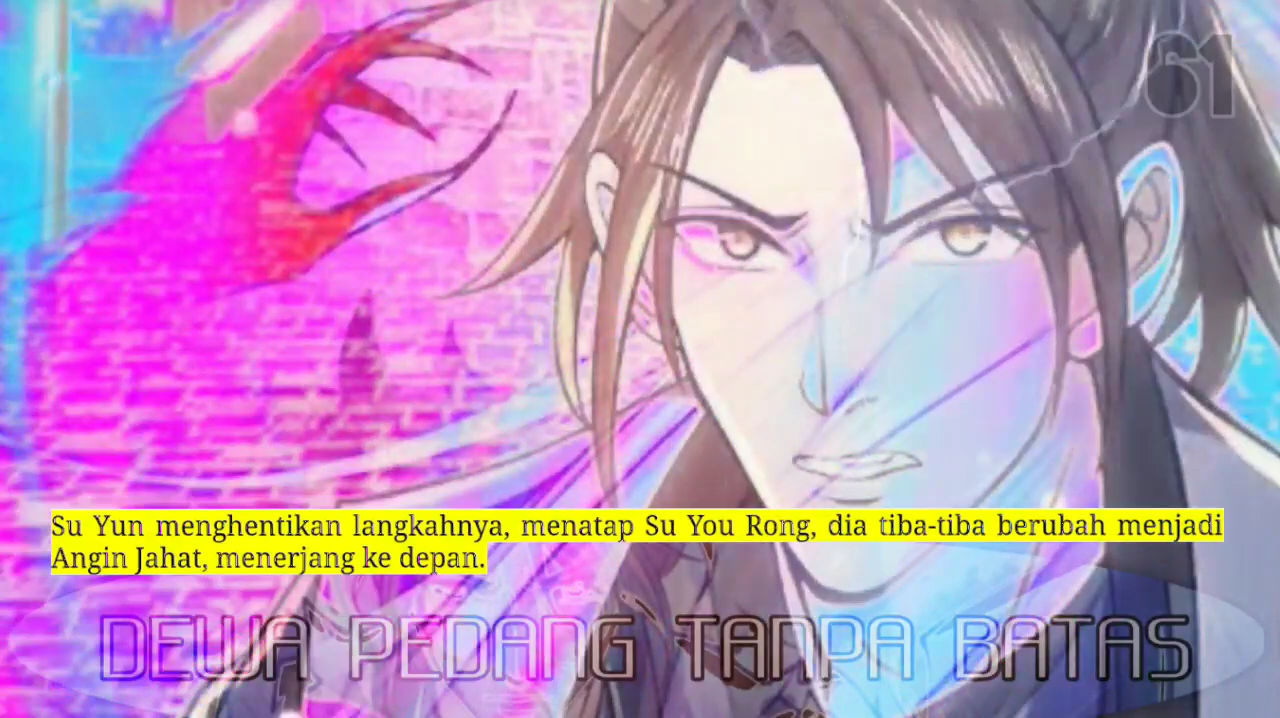 61
Su Yun menghentikan langkahnya, menatap Su You Rong, dia tiba-tiba berubah menjadi
Angin Jahat, menerjang ke depan.
DEWA PEDANG TANPA BATAS